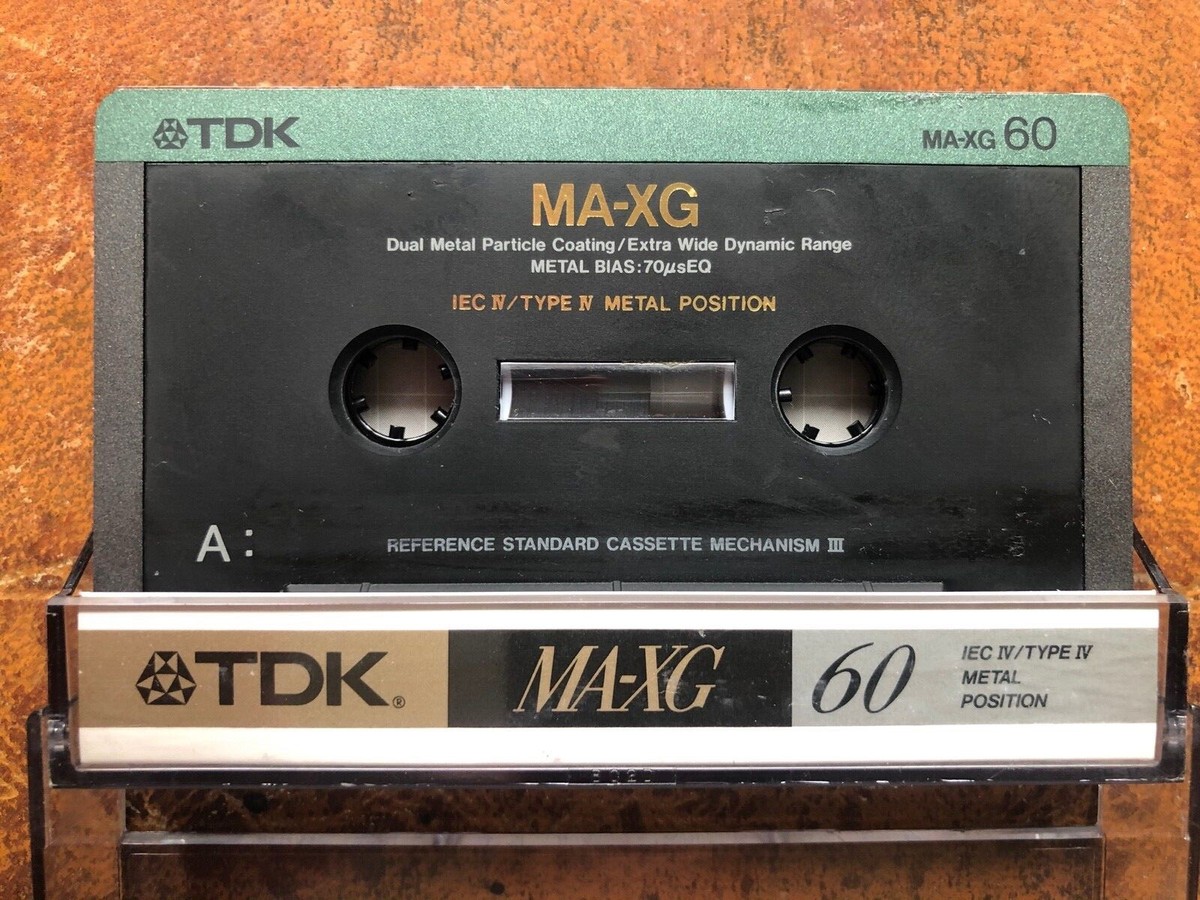 TDK
MA-XG 60
MA-XG
Dual Metal Particle Coating/Extra Wide Dynamic Range
METAL BIAS:70μsEQ
IEC IV/TYPE IV METAL POSITION
A:
REFERENCE STANDARD CASSETTE MECHANISM III
TDK®
MA-XG
60
IEC IV/TYPE IV
METAL
POSITION